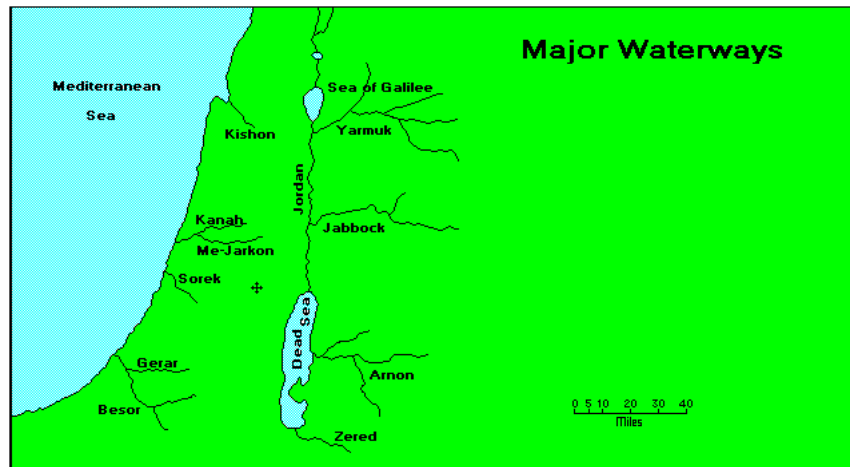 Major Waterways
Mediterranean
Sea
Sea of Galilee
Kishon
Yarmuk
Jordan
Kanah
Jabbock
Me-Jarkon
Sorek
Dead Sea
Gerar
Arnon
Besor
Zered
0 5 10 20 30 40
Miles